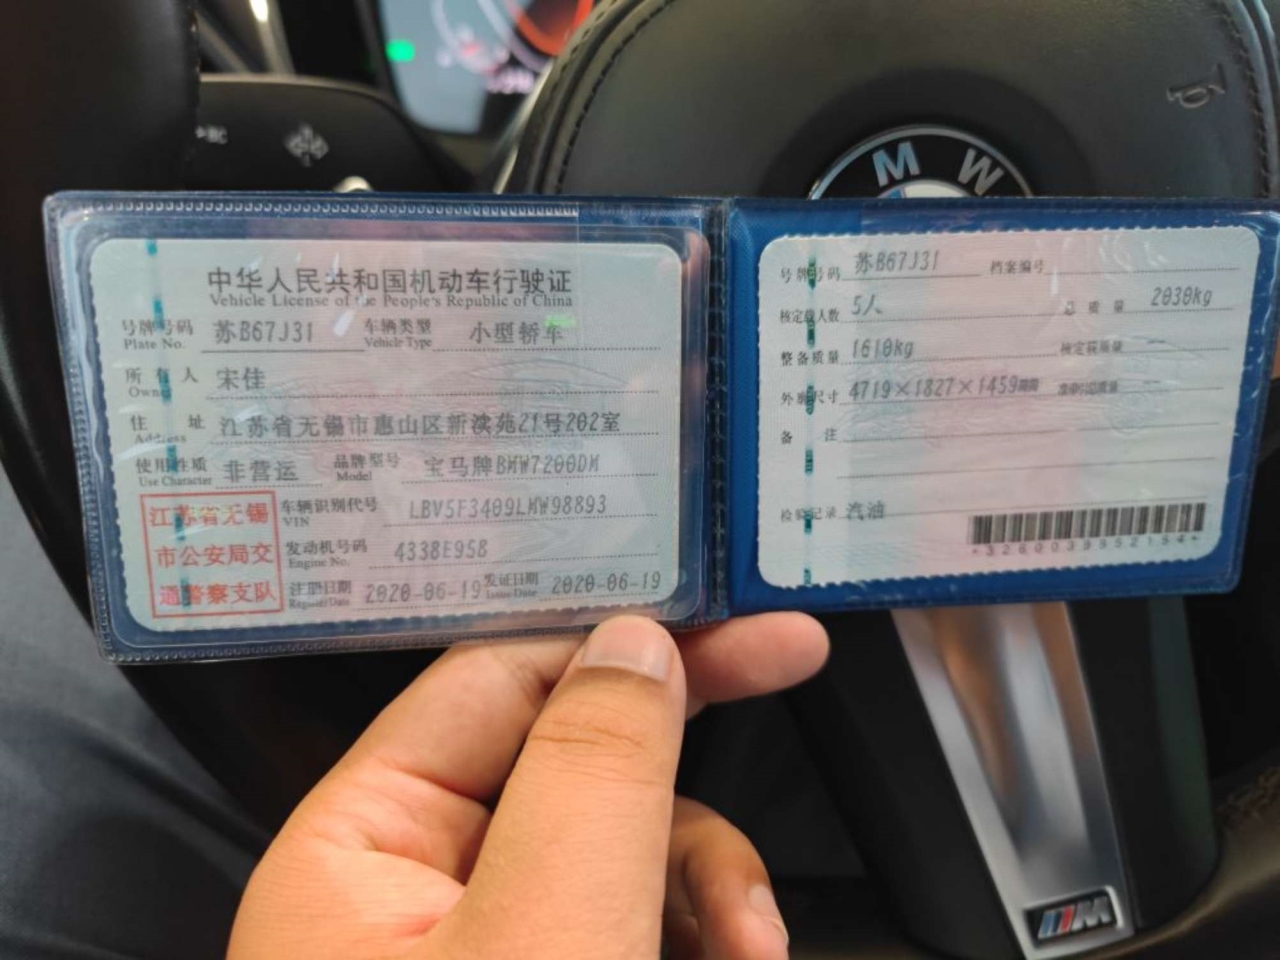 中华人民共和国机动车行驶证
Vehicle License of the People's Republic of China
号牌号码 苏B67J31 车辆类型 小型轿车
Plate No. Vehicle Type
所有人 宋佳
Owner
住址 江苏省无锡市惠山区新渎苑21号202室
Address
使用性质 非营运 品牌型号 宝马牌BMW7200DM
Use Character Model
江苏省无锡
市公安局交
通警察支队
车辆识别代号 LBV5F3409LMW98893
VIN
发动机号码 4338E958
Engine No.
注册日期 2020-06-19 发证日期 2020-06-19
Register Date Issue Date
号牌号码 苏B67J31 档案编号
核定载人数 5人 总质量 2030kg
整备质量 1610kg 核定载质量 --
外廓尺寸 4719×1827×1459 --
备注
检验记录 汽油
*3260039552154*
M W
M